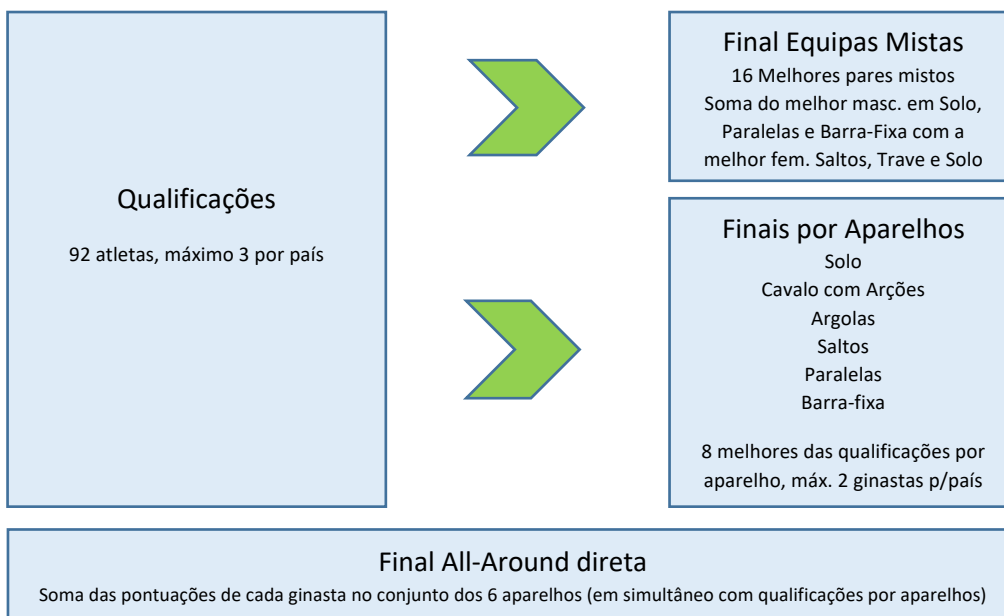 Qualificações
92 atletas, máximo 3 por país
Final Equipas Mistas
16 Melhores pares mistos
Soma do melhor masc. em Solo,
Paralelas e Barra-Fixa com a
melhor fem. Saltos, Trave e Solo
Finais por Aparelhos
Solo
Cavalo com Arções
Argolas
Saltos
Paralelas
Barra-fixa
8 melhores das qualificações por
aparelho, máx. 2 ginastas p/país
Final All-Around direta
Soma das pontuações de cada ginasta no conjunto dos 6 aparelhos (em simultâneo com qualificações por aparelhos)